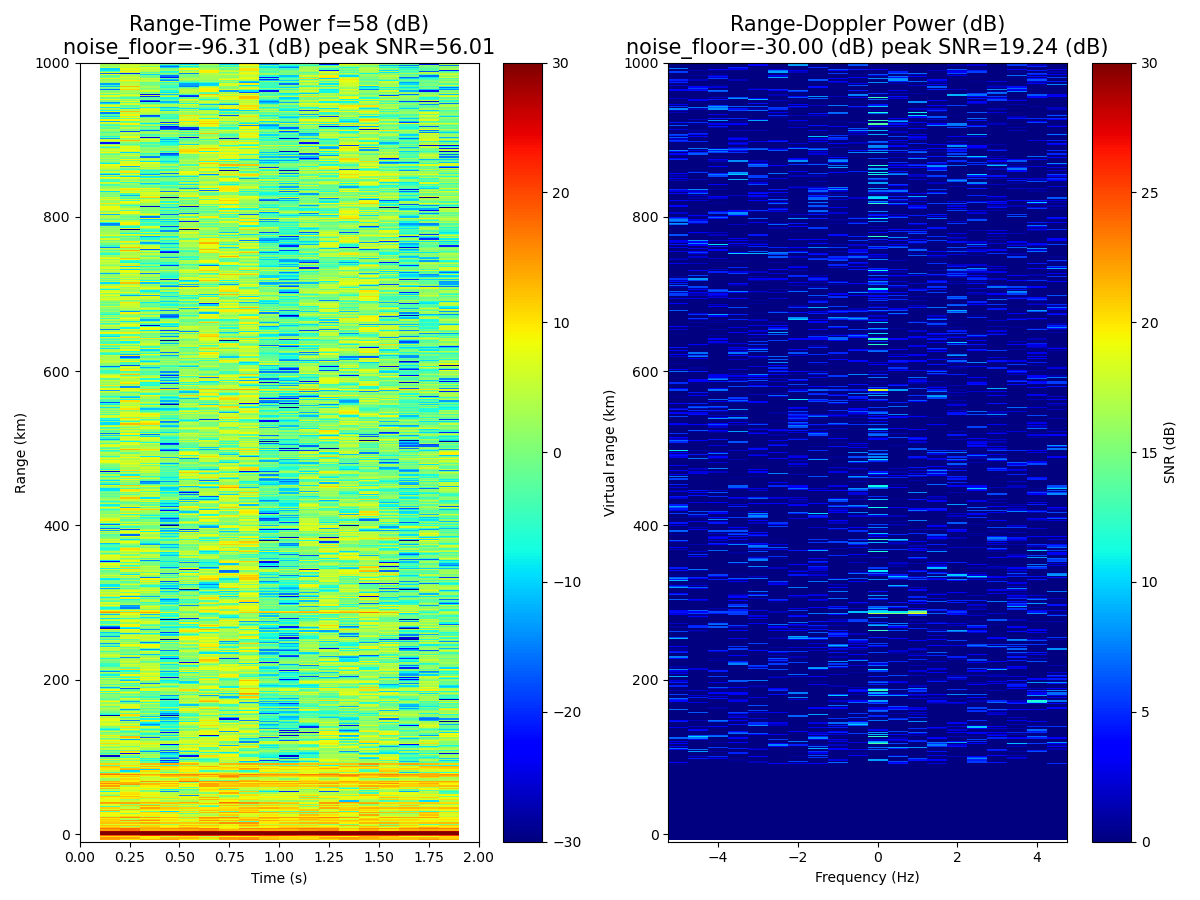 Range-Time Power f=58 (dB)
noise_floor=-96.31 (dB) peak SNR=56.01
Range-Doppler Power (dB)
noise_floor=-30.00 (dB) peak SNR=19.24 (dB)
1000
800
600
400
200
0
Range (km)
0.00 0.25 0.50 0.75 1.00 1.25 1.50 1.75 2.00
Time (s)
30
20
10
0
−10
−20
−30
1000
800
600
400
200
0
Virtual range (km)
−4 −2 0 2 4
Frequency (Hz)
30
25
20
15
10
5
0
SNR (dB)